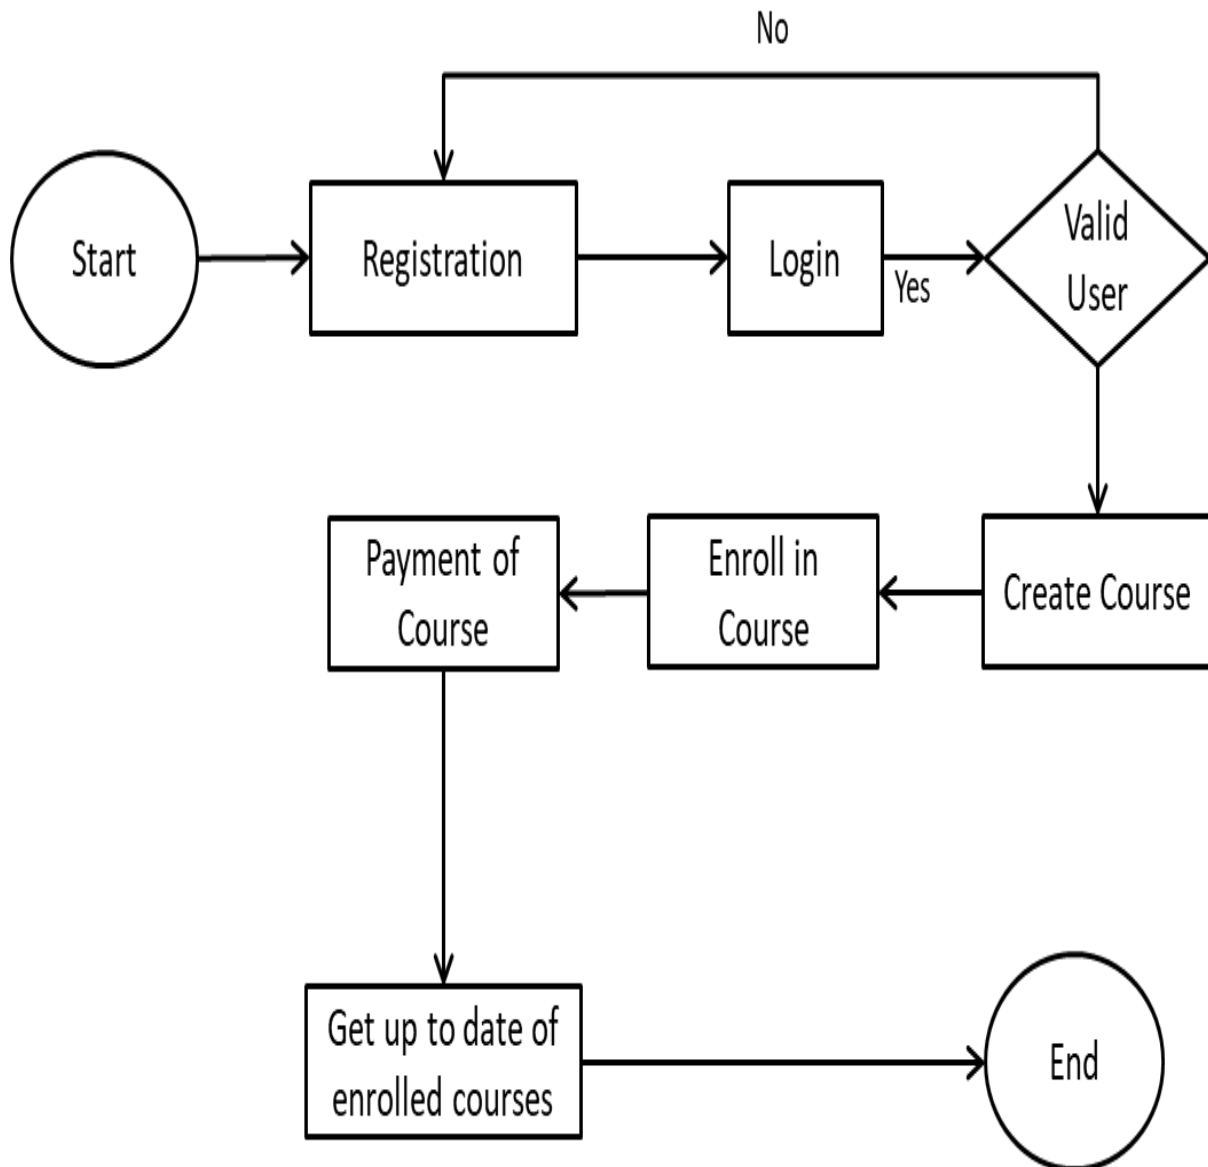 No
Start
Registration
Login
Yes
Valid
User
Payment of
Course
Enroll in
Course
Create Course
Get up to date of
enrolled courses
End